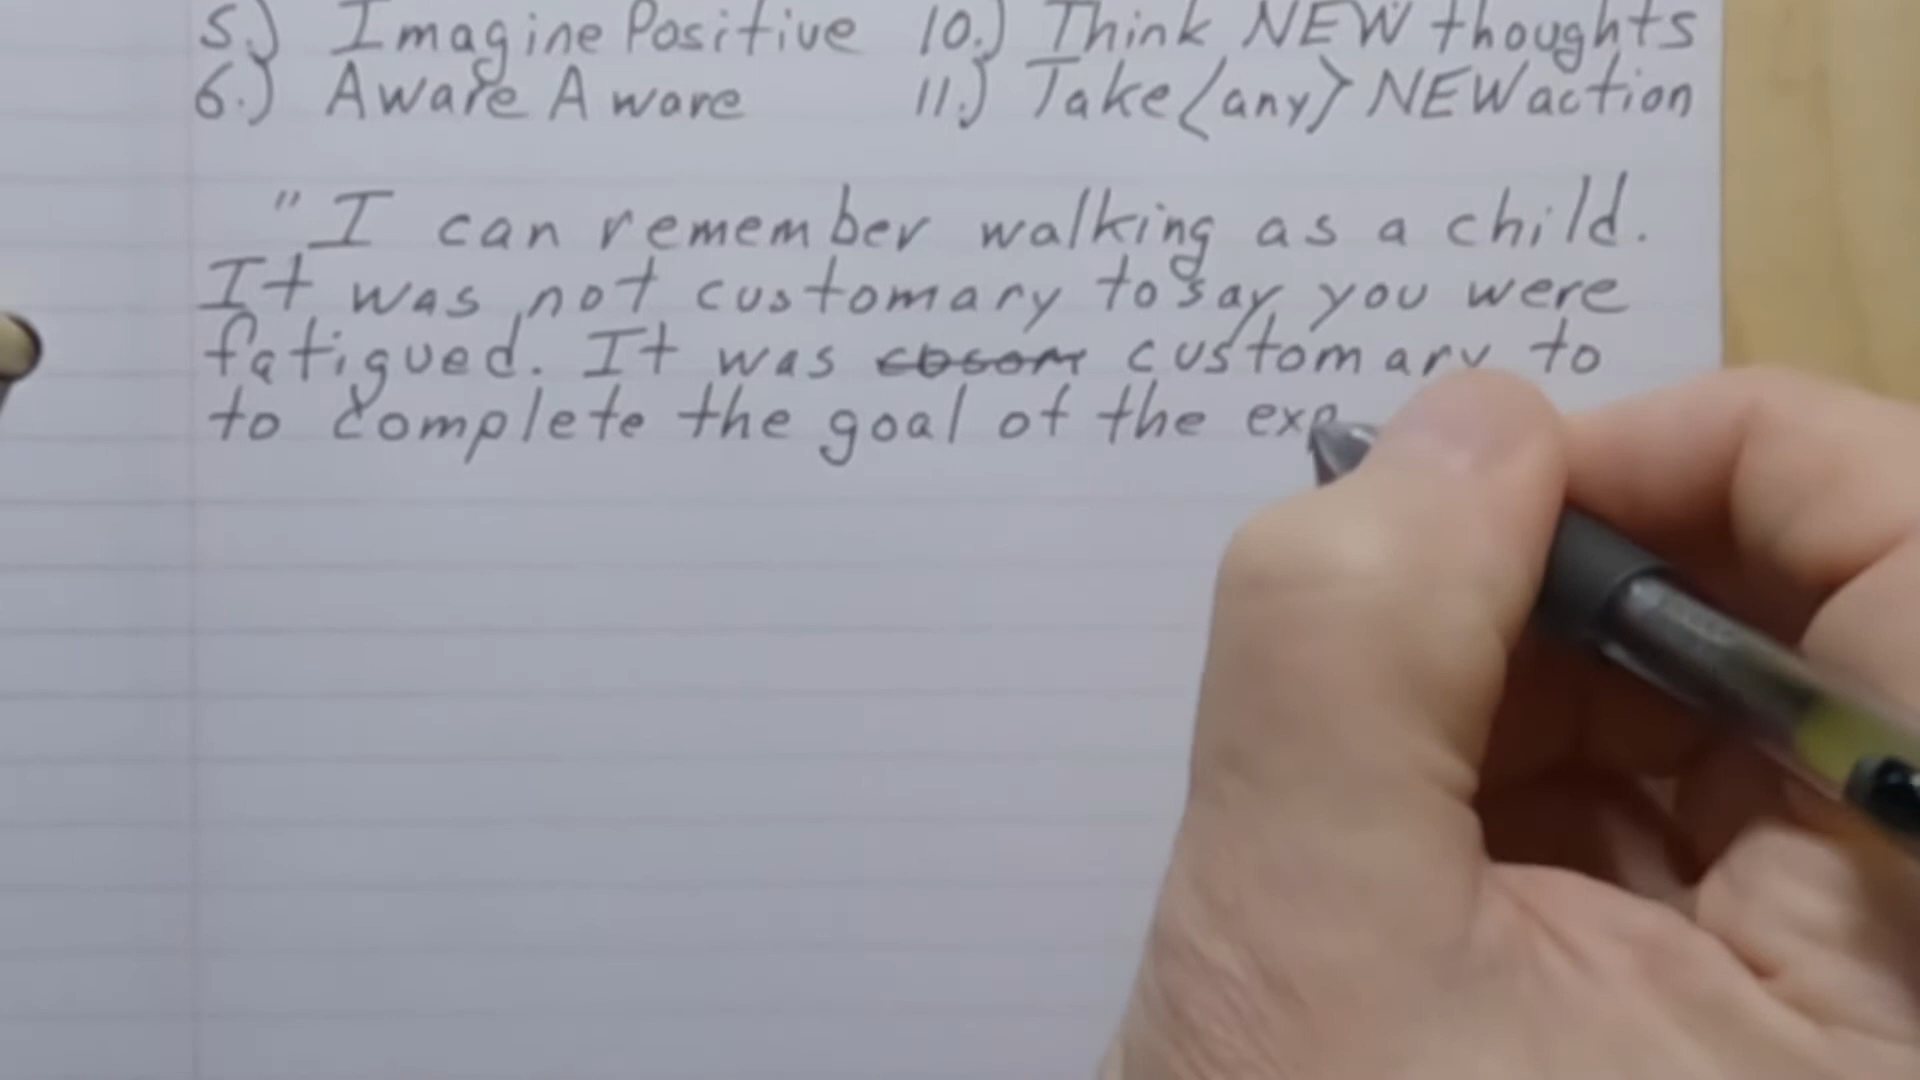 5.) Imagine Positive 10.) Think NEW thoughts
6.) Aware Aware 11.) Take <any> NEW action
"I can remember walking as a child.
It was not customary to say you were
fatigued. It was customary to
to complete the goal of the exp